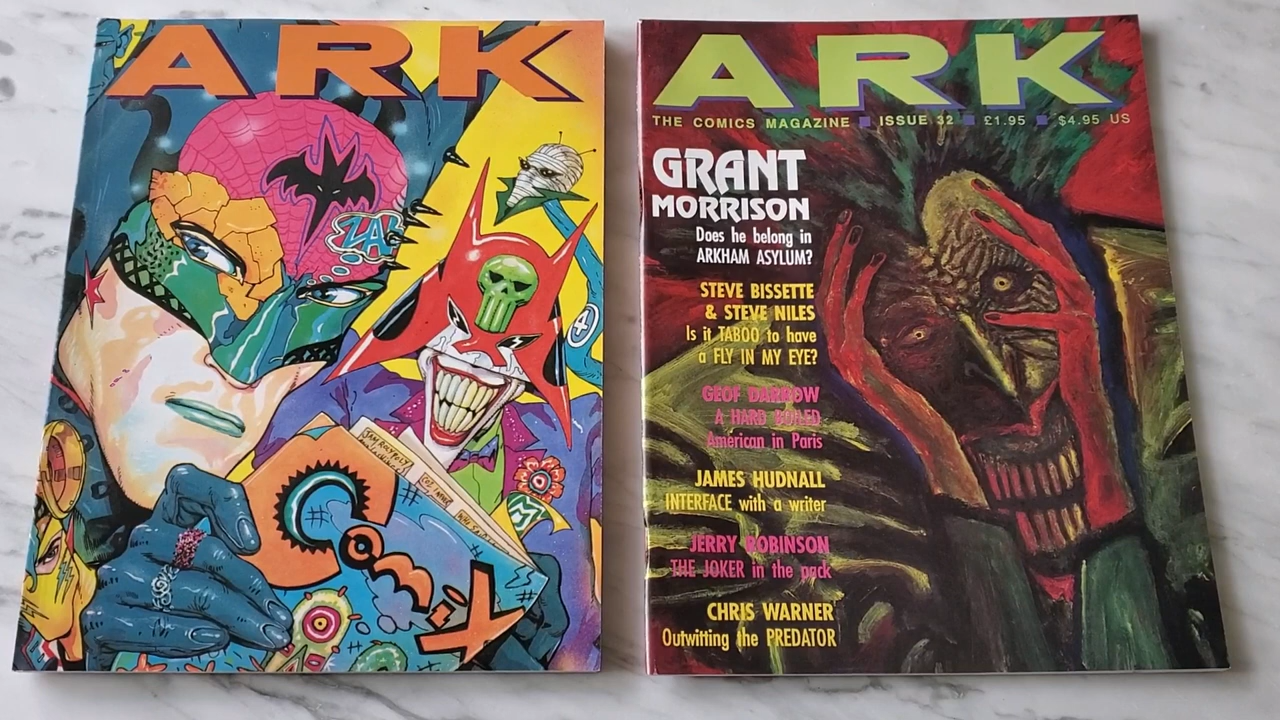 ARK
ZAP
ComiX
ARK
THE COMICS MAGAZINE ■ ISSUE 32 ■ £1.95 ■ $4.95 US
GRANT
MORRISON
Does he belong in
ARKHAM ASYLUM?
STEVE BISSETTE
& STEVE NILES
Is it TABOO to have
a FLY IN MY EYE?
GEOF DARROW
A HARD BOILED
American in Paris
JAMES HUDNALL
INTERFACE with a writer
JERRY ROBINSON
THE JOKER in the pack
CHRIS WARNER
Outwitting the PREDATOR